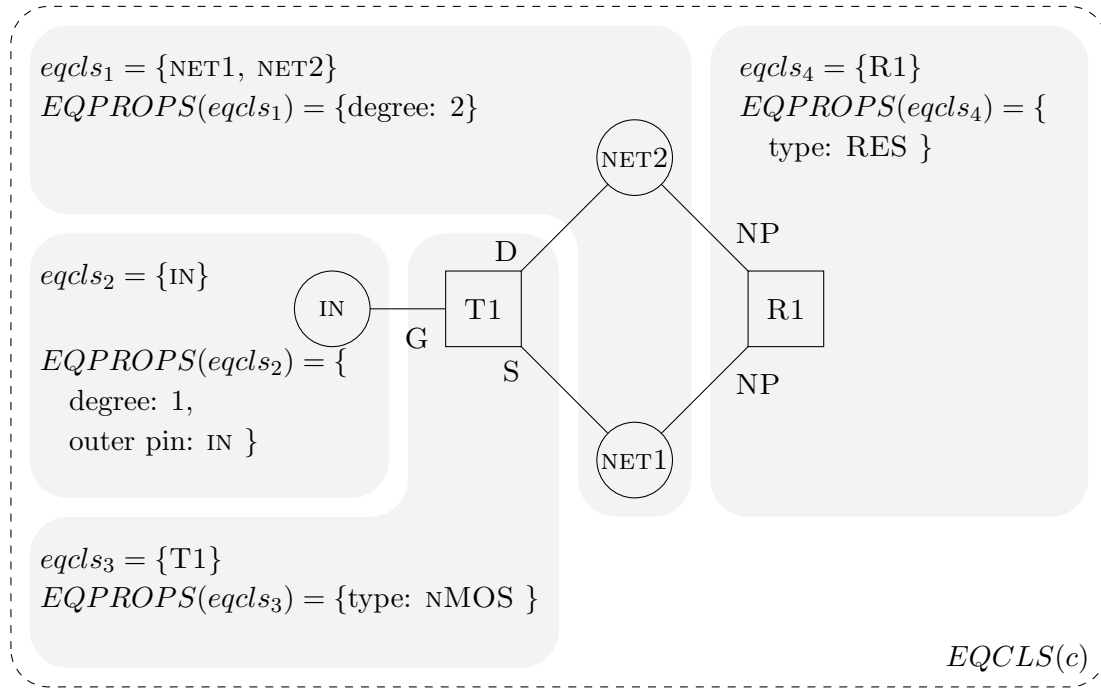 eqcls₁ = {NET1, NET2}
EQPROPS(eqcls₁) = {degree: 2}
eqcls₄ = {R1}
EQPROPS(eqcls₄) = {
type: RES }
NET2
D
NP
eqcls₂ = {IN}
IN
T1
R1
G
S
NP
EQPROPS(eqcls₂) = {
degree: 1,
outer pin: IN }
NET1
eqcls₃ = {T1}
EQPROPS(eqcls₃) = {type: NMOS }
EQCLS(c)